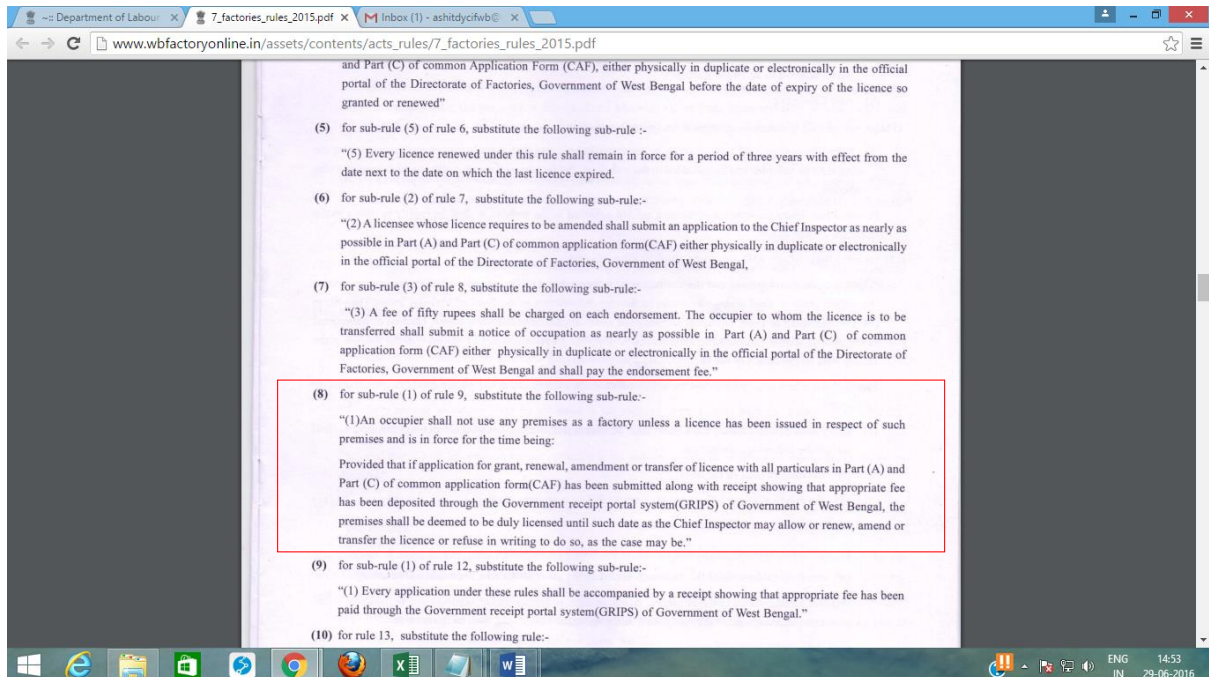 ~:: Department of Labour
7_factories_rules_2015.pdf
Inbox (1) - ashitdycifwb@
www.wbfactoryonline.in/assets/contents/acts_rules/7_factories_rules_2015.pdf
and Part (C) of common Application Form (CAF), either physically in duplicate or electronically in the official
portal of the Directorate of Factories, Government of West Bengal before the date of expiry of the licence so
granted or renewed”
(5) for sub-rule (5) of rule 6, substitute the following sub-rule :-
“(5) Every licence renewed under this rule shall remain in force for a period of three years with effect from the
date next to the date on which the last licence expired.
(6) for sub-rule (2) of rule 7, substitute the following sub-rule:-
“(2) A licensee whose licence requires to be amended shall submit an application to the Chief Inspector as nearly as
possible in Part (A) and Part (C) of common application form(CAF) either physically in duplicate or electronically
in the official portal of the Directorate of Factories, Government of West Bengal,
(7) for sub-rule (3) of rule 8, substitute the following sub-rule:-
“(3) A fee of fifty rupees shall be charged on each endorsement. The occupier to whom the licence is to be
transferred shall submit a notice of occupation as nearly as possible in Part (A) and Part (C) of common
application form (CAF) either physically in duplicate or electronically in the official portal of the Directorate of
Factories, Government of West Bengal and shall pay the endorsement fee.”
(8) for sub-rule (1) of rule 9, substitute the following sub-rule:-
“(1)An occupier shall not use any premises as a factory unless a licence has been issued in respect of such
premises and is in force for the time being:
Provided that if application for grant, renewal, amendment or transfer of licence with all particulars in Part (A) and
Part (C) of common application form(CAF) has been submitted along with receipt showing that appropriate fee
has been deposited through the Government receipt portal system(GRIPS) of Government of West Bengal, the
premises shall be deemed to be duly licensed until such date as the Chief Inspector may allow or renew, amend or
transfer the licence or refuse in writing to do so, as the case may be.”
(9) for sub-rule (1) of rule 12, substitute the following sub-rule:-
“(1) Every application under these rules shall be accompanied by a receipt showing that appropriate fee has been
paid through the Government receipt portal system(GRIPS) of Government of West Bengal.”
(10) for rule 13, substitute the following rule:-
ENG 14:53
IN 29-06-2016